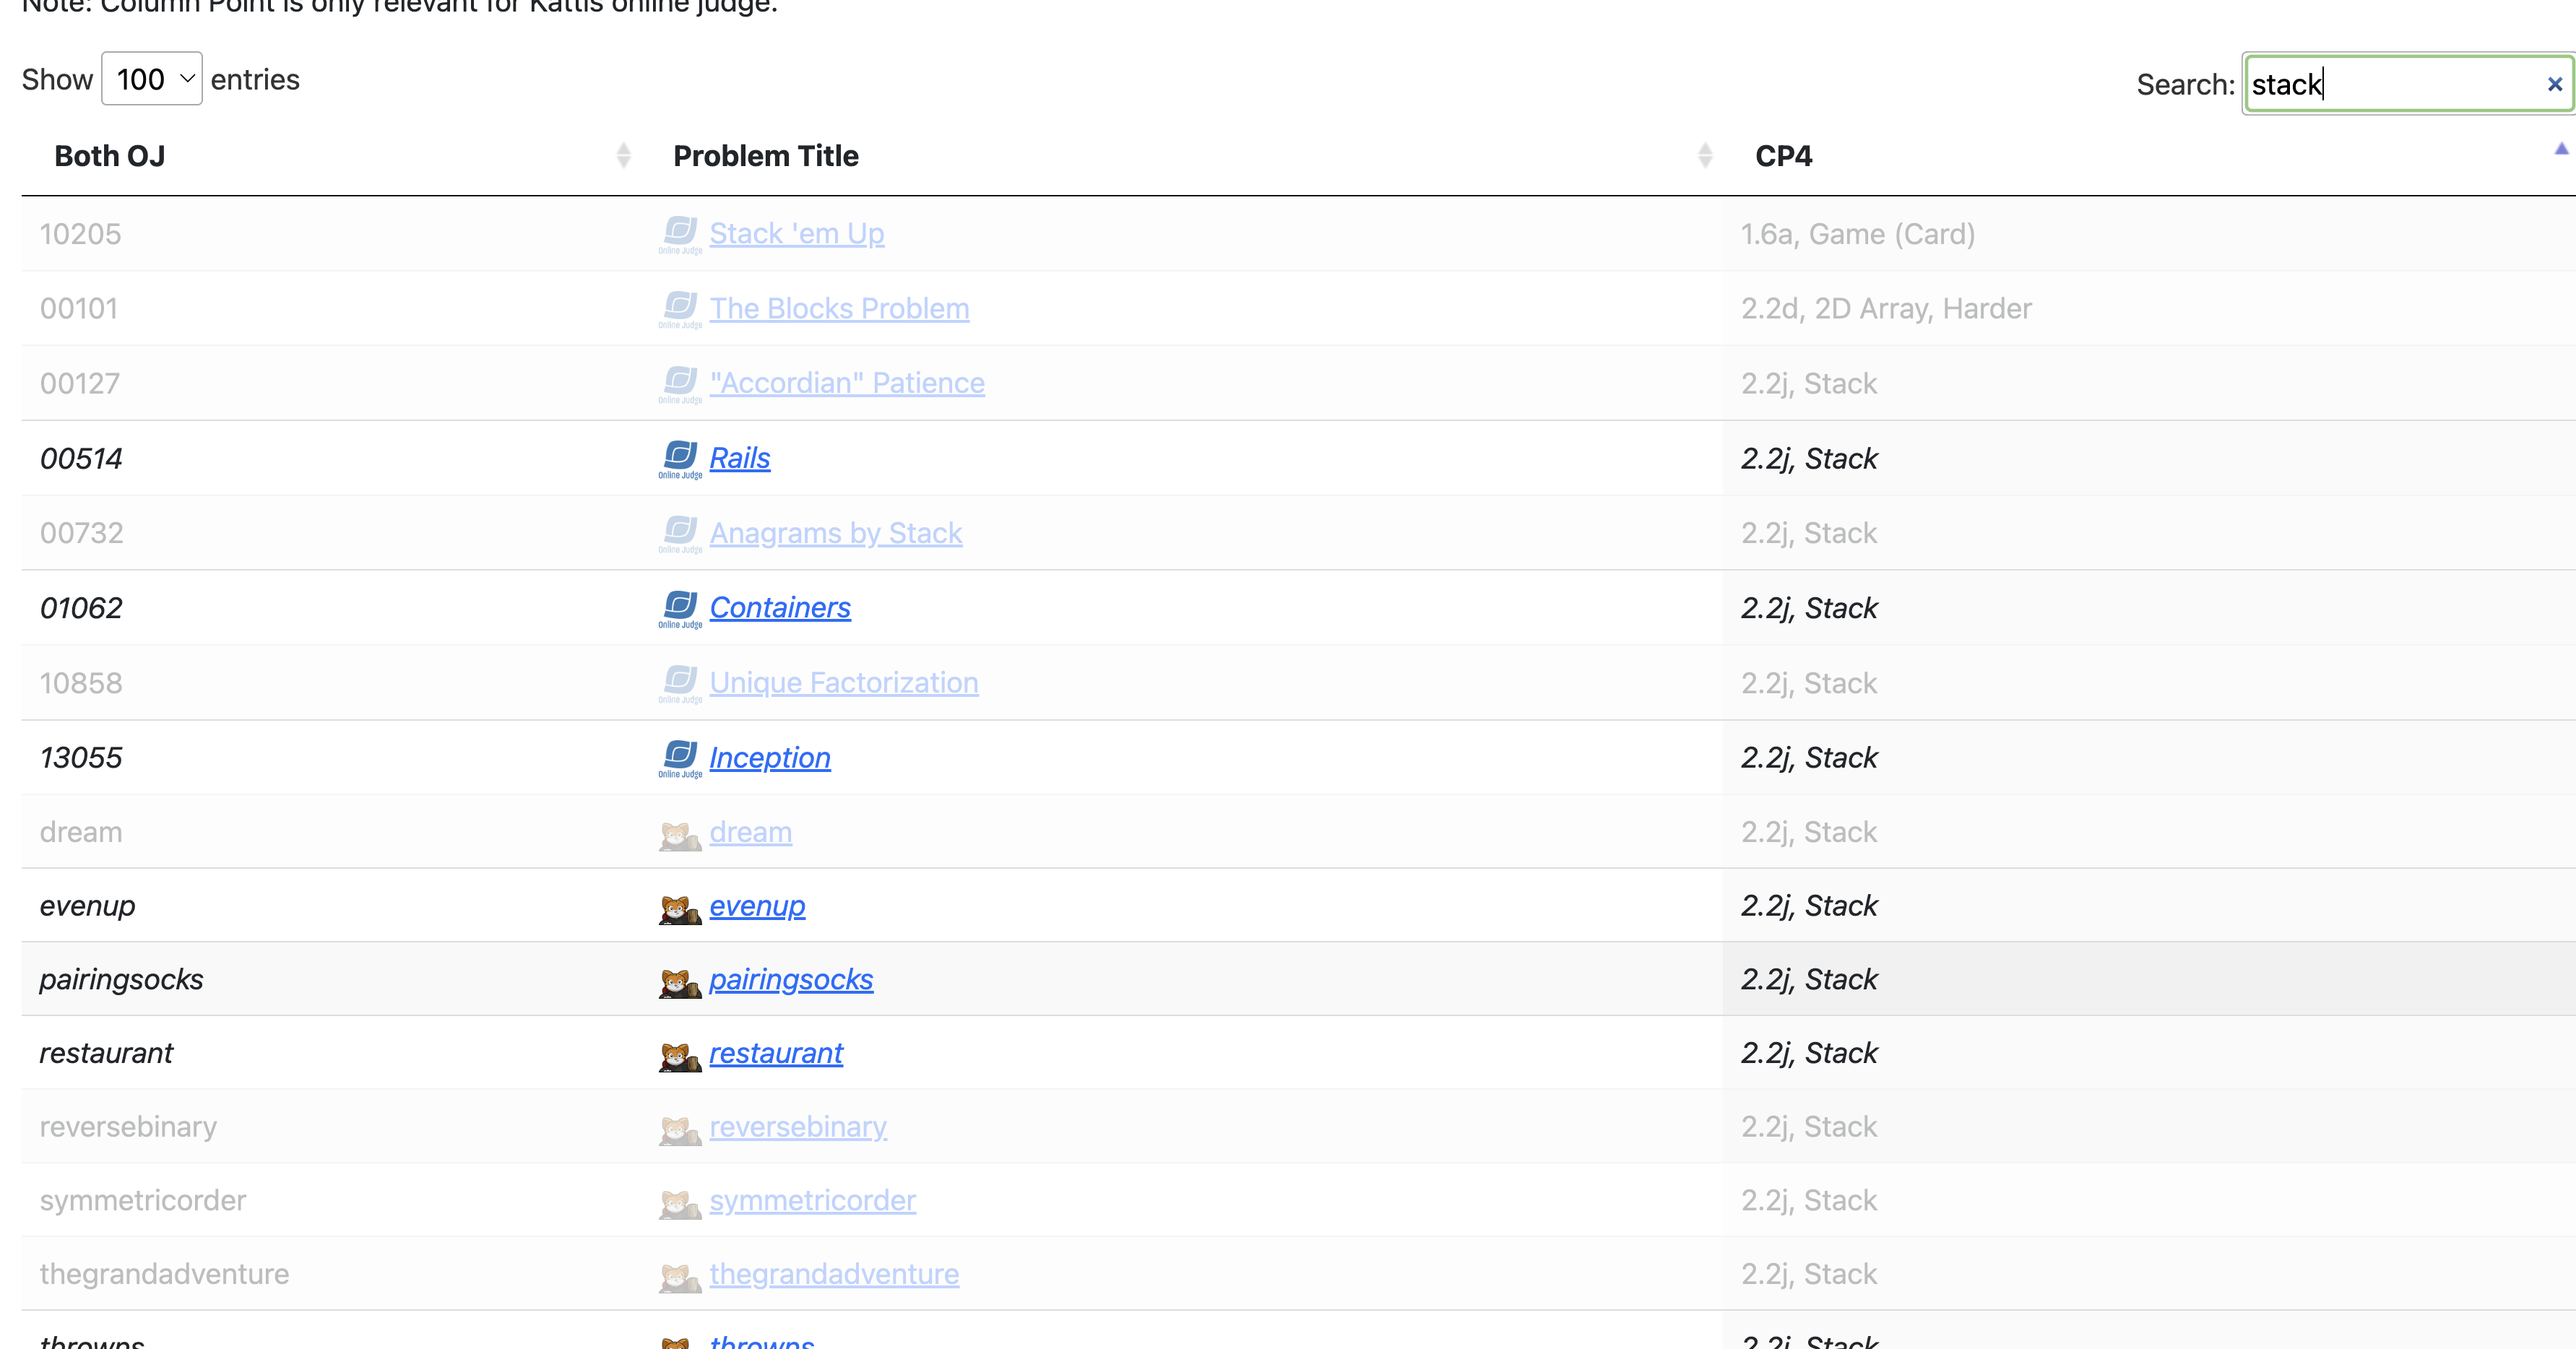 Note: Column Point is only relevant for Kattis online judge.
Show 100 entries
Search: stack ×
Both OJ Problem Title CP4
10205 Online Judge Stack 'em Up 1.6a, Game (Card)
00101 Online Judge The Blocks Problem 2.2d, 2D Array, Harder
00127 Online Judge "Accordian" Patience 2.2j, Stack
00514 Online Judge Rails 2.2j, Stack
00732 Online Judge Anagrams by Stack 2.2j, Stack
01062 Online Judge Containers 2.2j, Stack
10858 Online Judge Unique Factorization 2.2j, Stack
13055 Online Judge Inception 2.2j, Stack
dream dream 2.2j, Stack
evenup evenup 2.2j, Stack
pairingsocks pairingsocks 2.2j, Stack
restaurant restaurant 2.2j, Stack
reversebinary reversebinary 2.2j, Stack
symmetricorder symmetricorder 2.2j, Stack
thegrandadventure thegrandadventure 2.2j, Stack
throwns throwns 2.2j, Stack